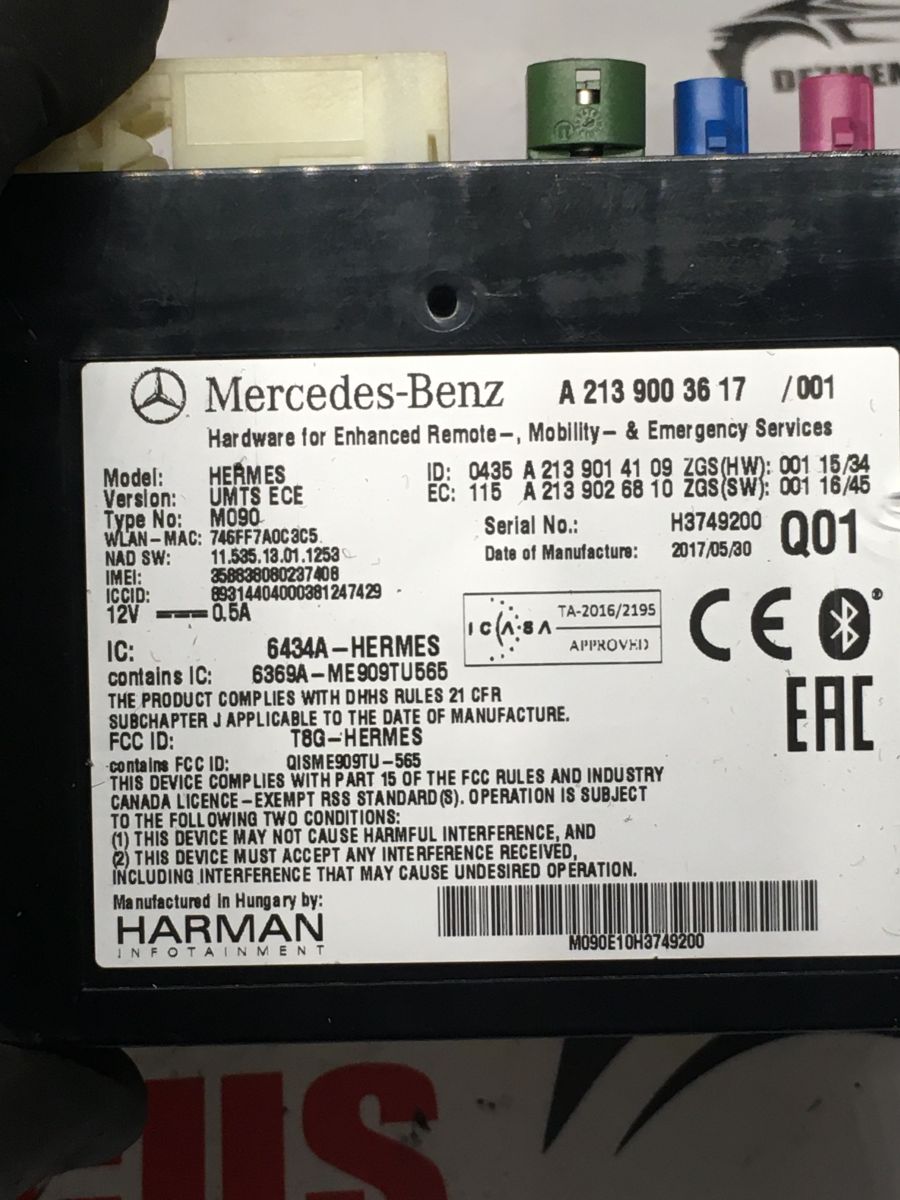 DEZMEM
Mercedes-Benz A 213 900 3617 /001
Hardware for Enhanced Remote-, Mobility- & Emergency Services
Model: HERMES ID: 0435 A 213 901 41 09 ZGS(HW): 001 15/34
Version: UMTS ECE EC: 115 A 213 902 68 10 ZGS(SW): 001 16/45
Type No: M090 Serial No.: H3749200 Q01
WLAN-MAC: 746FF7A0C3C5
NAD SW: 11.535.13.01.1253 Date of Manufacture: 2017/05/30
IMEI: 358838080237408
ICCID: 89314404000381247429
12V 0.5A
ICASA TA-2016/2195
APPROVED
CE
EAC
IC: 6434A-HERMES
contains IC: 6369A-ME909TU565
THE PRODUCT COMPLIES WITH DHHS RULES 21 CFR
SUBCHAPTER J APPLICABLE TO THE DATE OF MANUFACTURE.
FCC ID: T8G-HERMES
contains FCC ID: QISME909TU-565
THIS DEVICE COMPLIES WITH PART 15 OF THE FCC RULES AND INDUSTRY
CANADA LICENCE-EXEMPT RSS STANDARD(S). OPERATION IS SUBJECT
TO THE FOLLOWING TWO CONDITIONS:
(1) THIS DEVICE MAY NOT CAUSE HARMFUL INTERFERENCE, AND
(2) THIS DEVICE MUST ACCEPT ANY INTERFERENCE RECEIVED,
INCLUDING INTERFERENCE THAT MAY CAUSE UNDESIRED OPERATION.
Manufactured in Hungary by:
HARMAN
INFOTAINMENT
M090E10H3749200